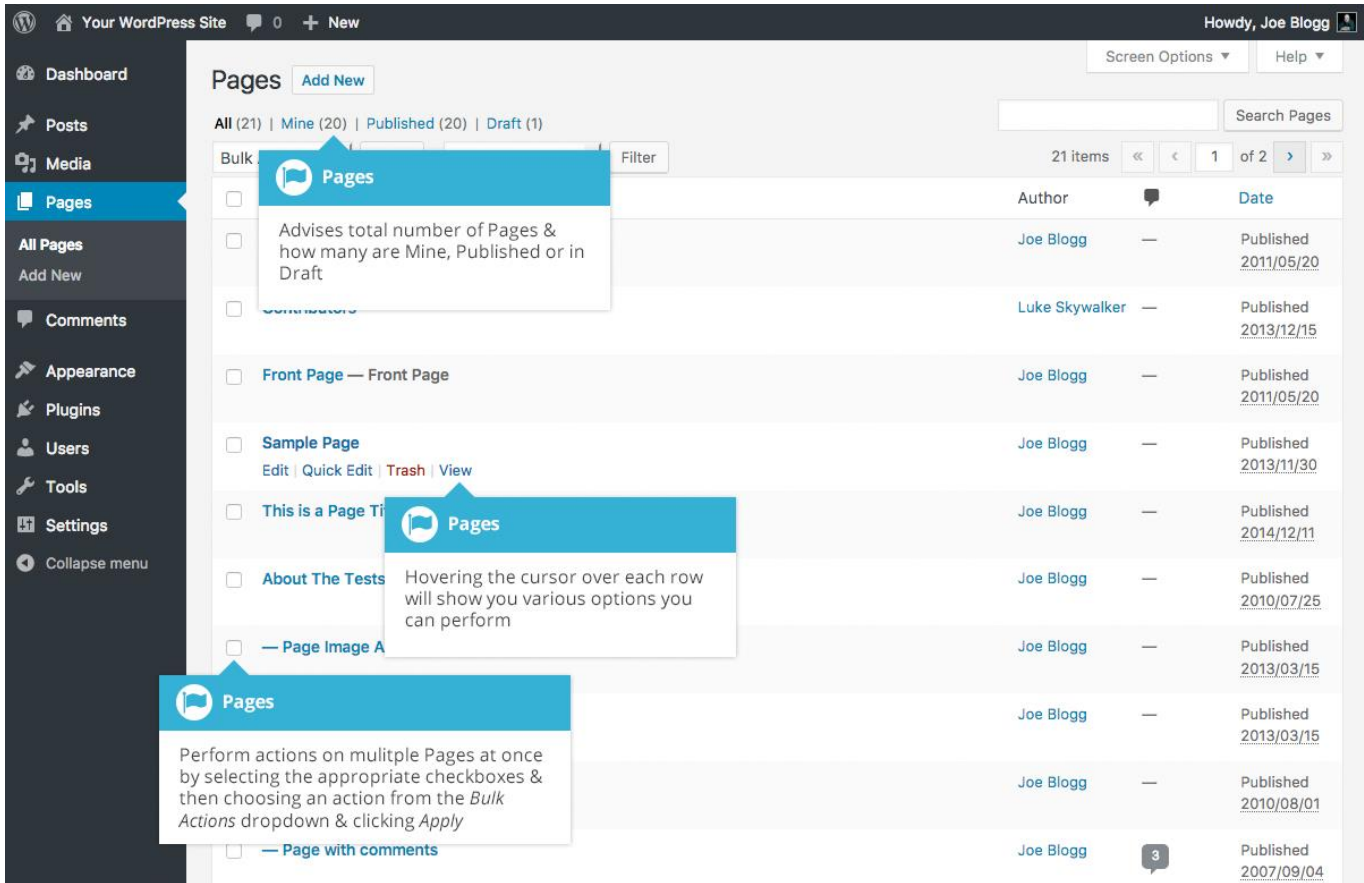 Your WordPress Site 0 + New Howdy, Joe Blogg
Screen Options ▼ Help ▼
Dashboard
Posts
Media
Pages
All Pages
Add New
Comments
Appearance
Plugins
Users
Tools
Settings
Collapse menu
Pages Add New
All (21) | Mine (20) | Published (20) | Draft (1)
Search Pages
Bulk
Filter
21 items « ‹ 1 of 2 › »
Author Date
Pages
Advises total number of Pages &
how many are Mine, Published or in
Draft
Joe Blogg — Published
2011/05/20
Contributors Luke Skywalker — Published
2013/12/15
Front Page — Front Page Joe Blogg — Published
2011/05/20
Sample Page Joe Blogg — Published
Edit | Quick Edit | Trash | View 2013/11/30
This is a Page Ti Joe Blogg — Published
2014/12/11
Pages
Hovering the cursor over each row
will show you various options you
can perform
About The Tests Joe Blogg — Published
2010/07/25
— Page Image A Joe Blogg — Published
2013/03/15
Pages
Perform actions on mulitple Pages at once
by selecting the appropriate checkboxes &
then choosing an action from the Bulk
Actions dropdown & clicking Apply
Joe Blogg — Published
2013/03/15
Joe Blogg — Published
2010/08/01
— Page with comments Joe Blogg 3 Published
2007/09/04